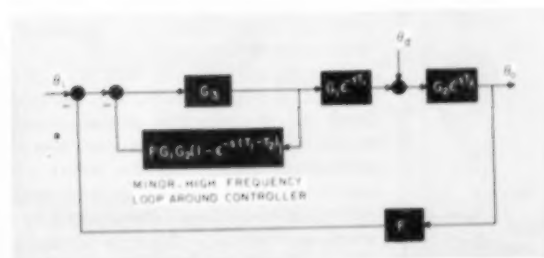 θd
θi
θo
G3
G1ε^-sT1
G2ε^-sT2
FG1G2(1-ε^-s(T1-T2))
MINOR-HIGH FREQUENCY
LOOP AROUND CONTROLLER
F